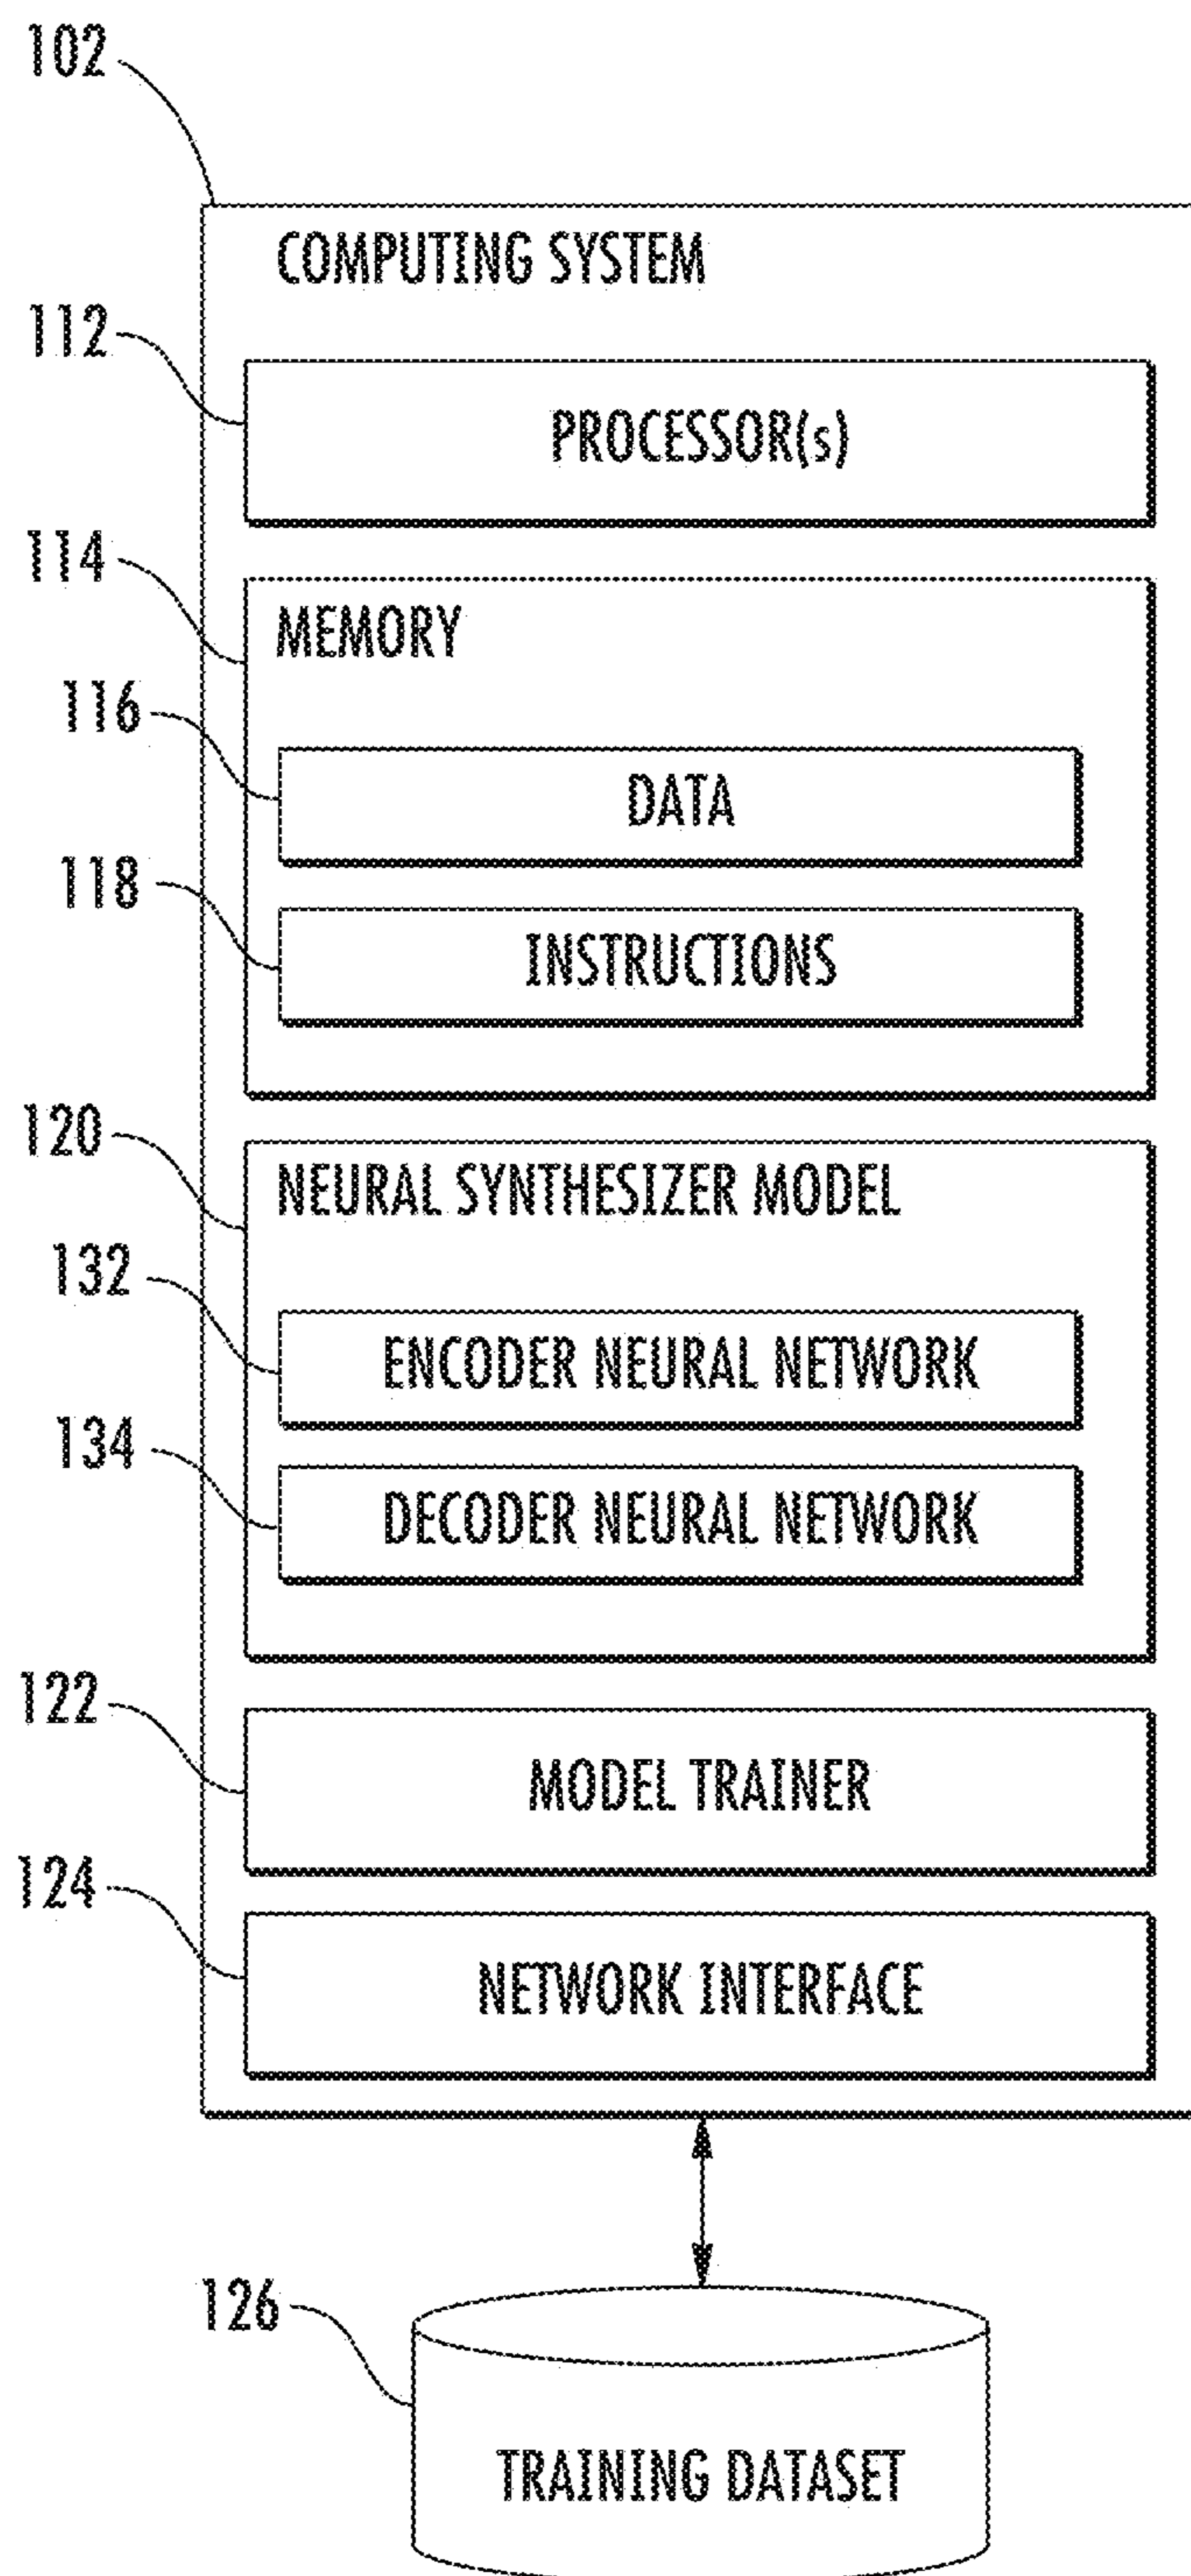 102
COMPUTING SYSTEM
112
PROCESSOR(s)
114
MEMORY
116
DATA
118
INSTRUCTIONS
120
NEURAL SYNTHESIZER MODEL
132
ENCODER NEURAL NETWORK
134
DECODER NEURAL NETWORK
122
MODEL TRAINER
124
NETWORK INTERFACE
126
TRAINING DATASET